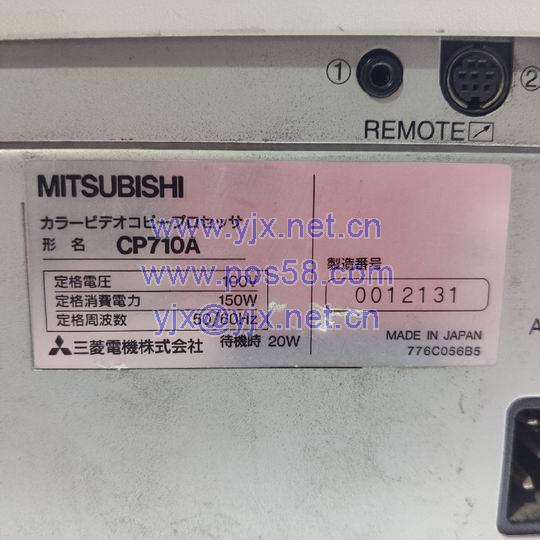 ① ②
REMOTE
MITSUBISHI
カラービデオコピープロセッサ
形 名 CP710A
定格電圧 100V
定格消費電力 150W
定格周波数 50/60Hz
三菱電機株式会社 待機時 20W
製造番号
0012131
MADE IN JAPAN
776C056B5
A
www.yjx.net.cn
www.pos58.com
yjx@yjx.net.cn